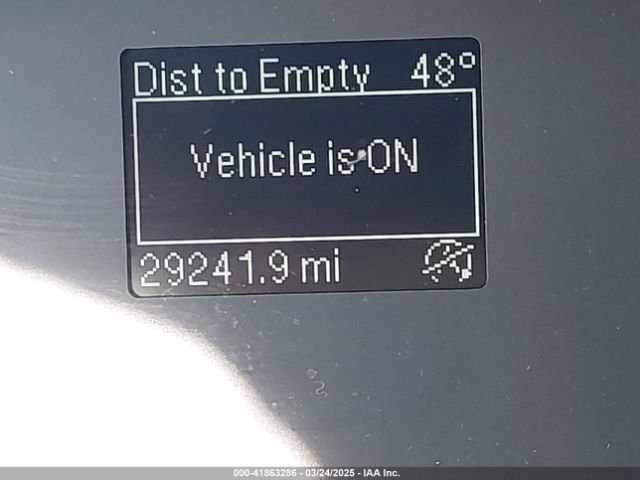 Dist to Empty 48°
Vehicle is ON
29241.9 mi
000-41863286 - 03/24/2025 - IAA Inc.